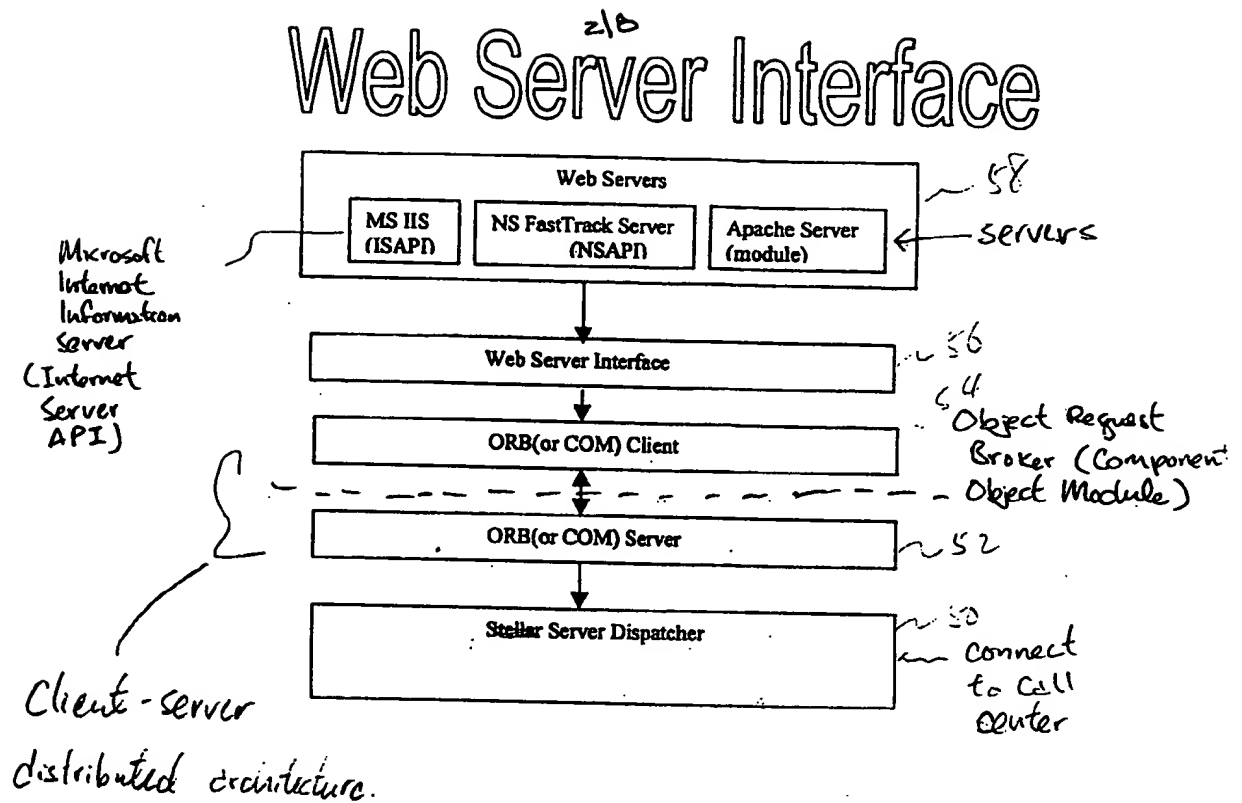 2/8
Web Server Interface
Web Servers
58
MS IIS
(ISAPI)
NS FastTrack Server
(NSAPI)
Apache Server
(module)
servers
Microsoft
Internet
Information
Server
(Internet
Server
API)
Web Server Interface
56
54
ORB(or COM) Client
Object Request
Broker (Component
Object Module)
ORB(or COM) Server
52
Stellar Server Dispatcher
50
connect
to call
center
Client-server
distributed architecture.